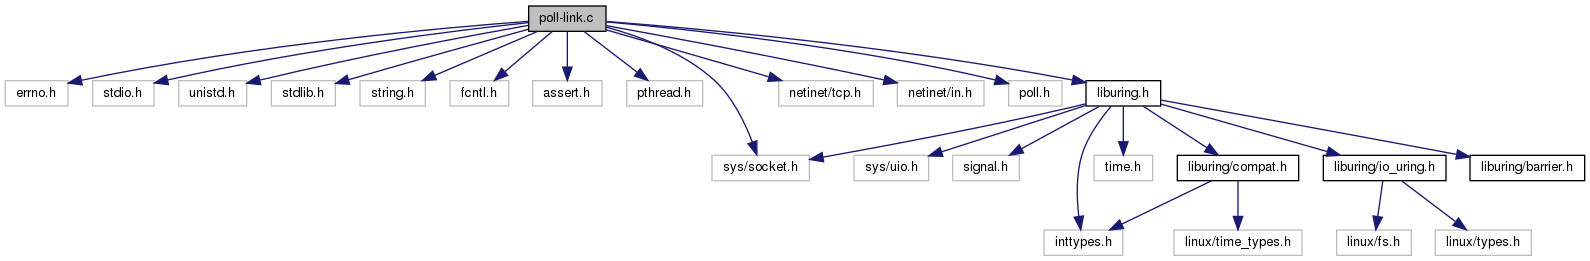 poll-link.c
errno.h
stdio.h
unistd.h
stdlib.h
string.h
fcntl.h
assert.h
pthread.h
netinet/tcp.h
netinet/in.h
poll.h
liburing.h
sys/socket.h
sys/uio.h
signal.h
time.h
liburing/compat.h
liburing/io_uring.h
liburing/barrier.h
inttypes.h
linux/time_types.h
linux/fs.h
linux/types.h